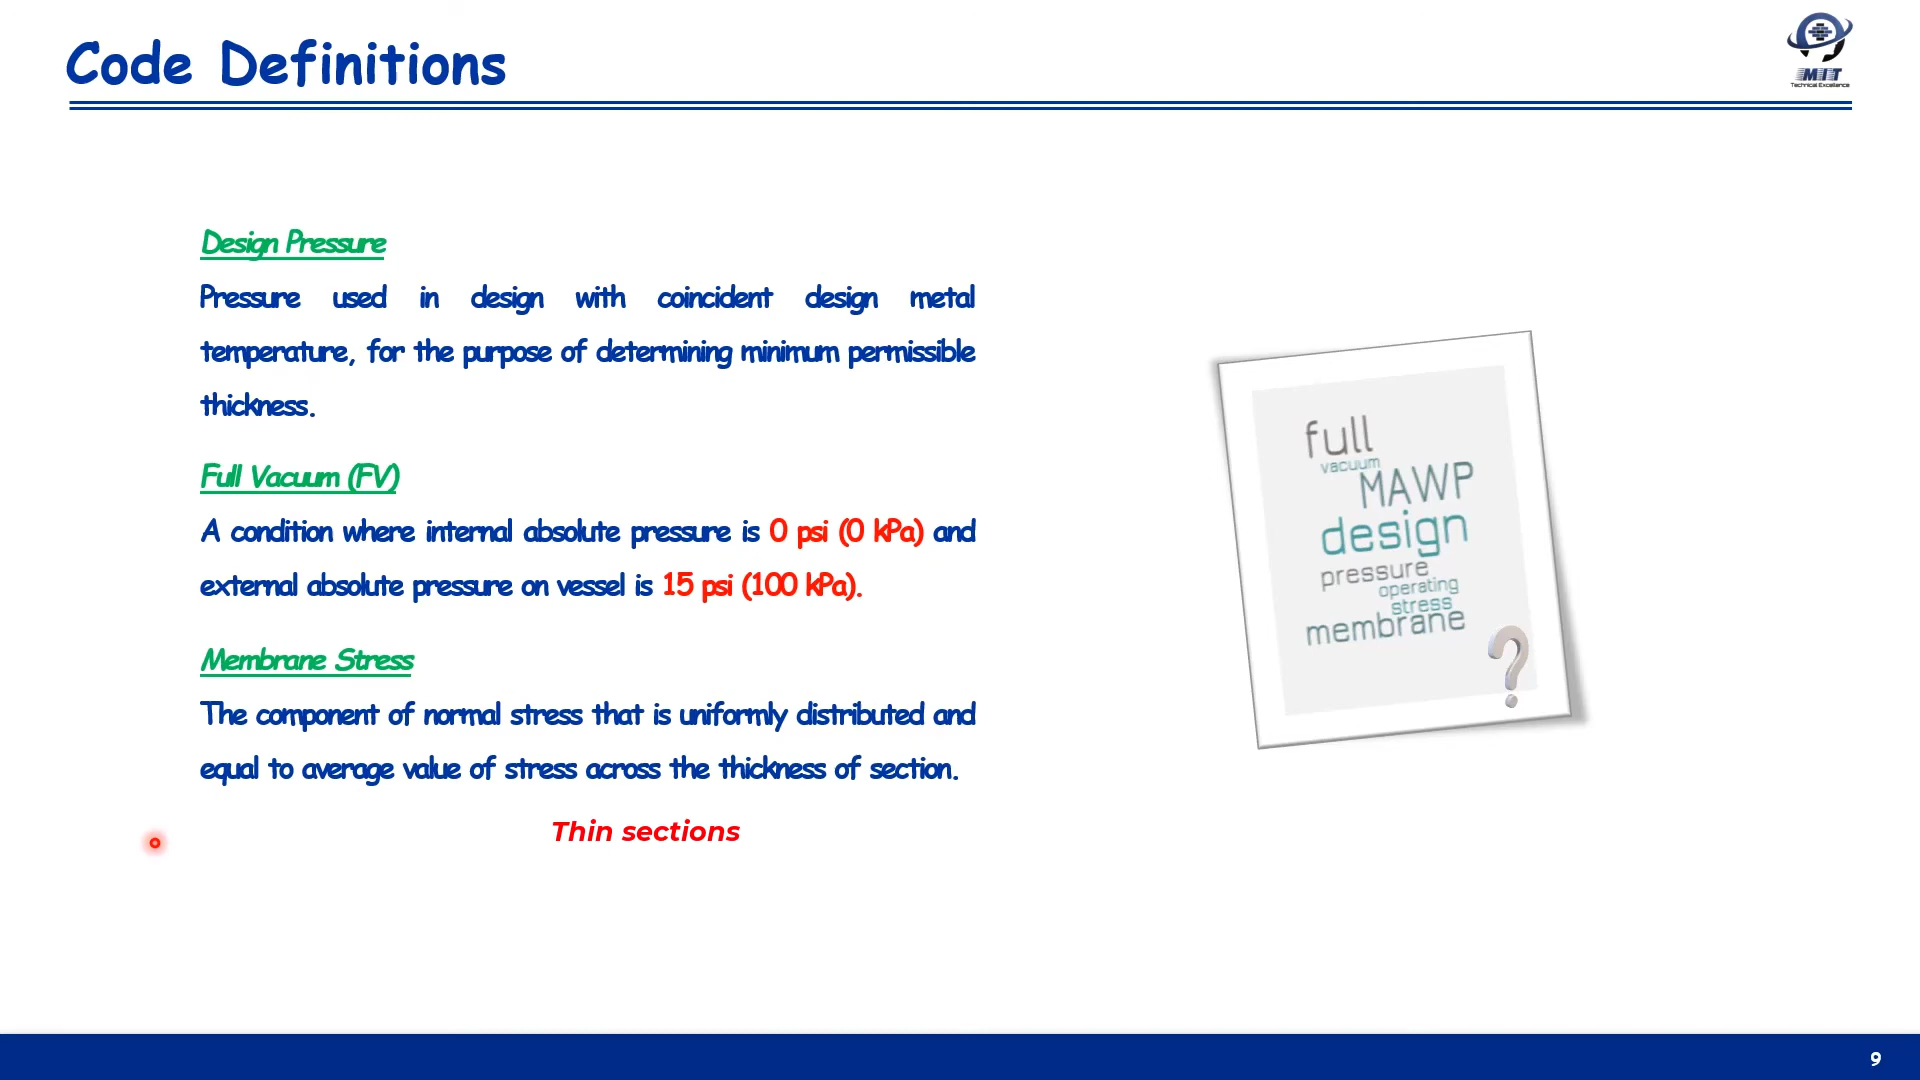 Code Definitions
MIT
Technical Excellence
Design Pressure
Pressure used in design with coincident design metal
temperature, for the purpose of determining minimum permissible
thickness.
Full Vacuum (FV)
A condition where internal absolute pressure is 0 psi (0 kPa) and
external absolute pressure on vessel is 15 psi (100 kPa).
Membrane Stress
The component of normal stress that is uniformly distributed and
equal to average value of stress across the thickness of section.
Thin sections
full
vacuum
MAWP
design
pressure
operating
stress
membrane
?
9